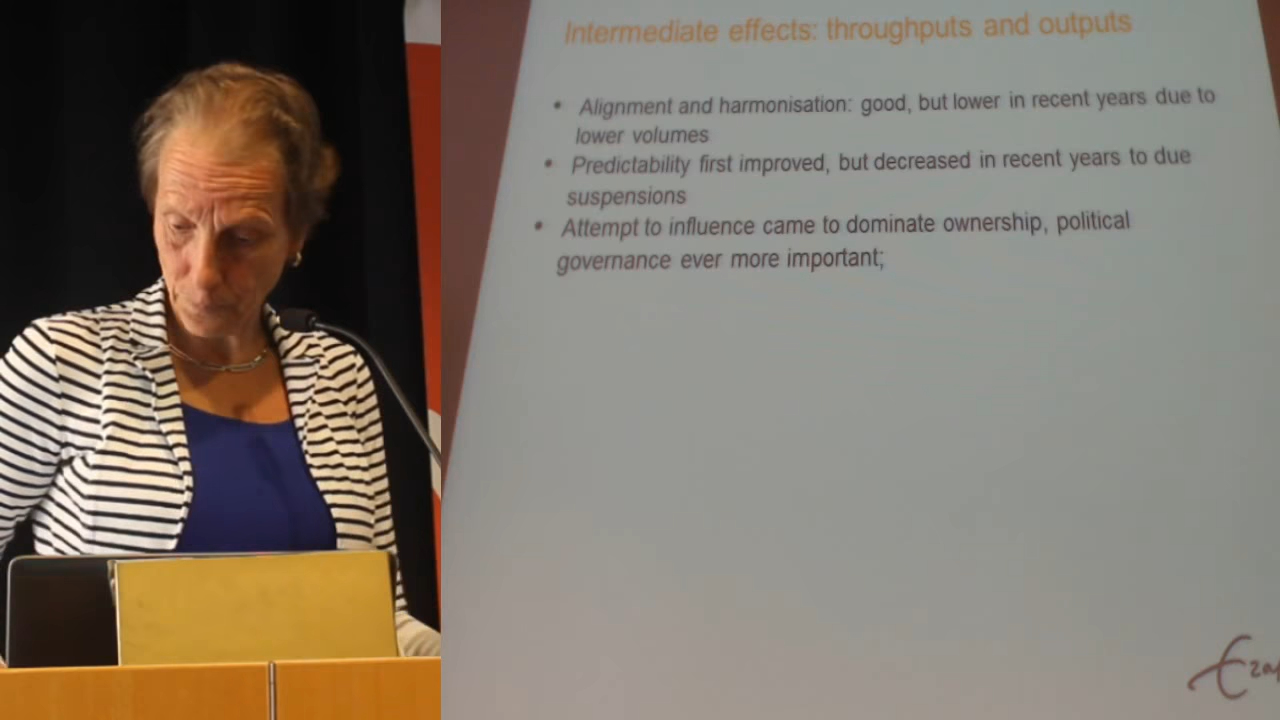 Intermediate effects: throughputs and outputs
• Alignment and harmonisation: good, but lower in recent years due to
lower volumes
• Predictability first improved, but decreased in recent years to due
suspensions
• Attempt to influence came to dominate ownership, political
governance ever more important;